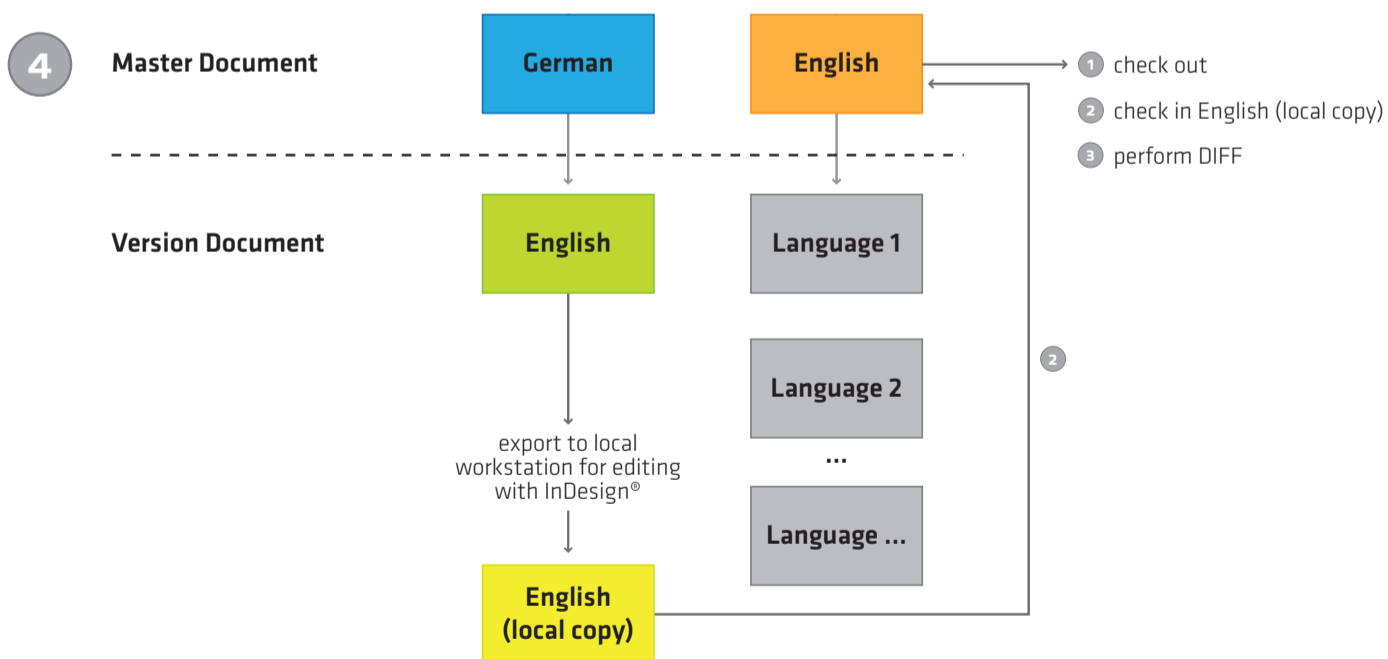 4
Master Document
German
English
1 check out
2 check in English (local copy)
3 perform DIFF
Version Document
English
Language 1
Language 2
2
...
Language ...
export to local
workstation for editing
with InDesign®
English
(local copy)